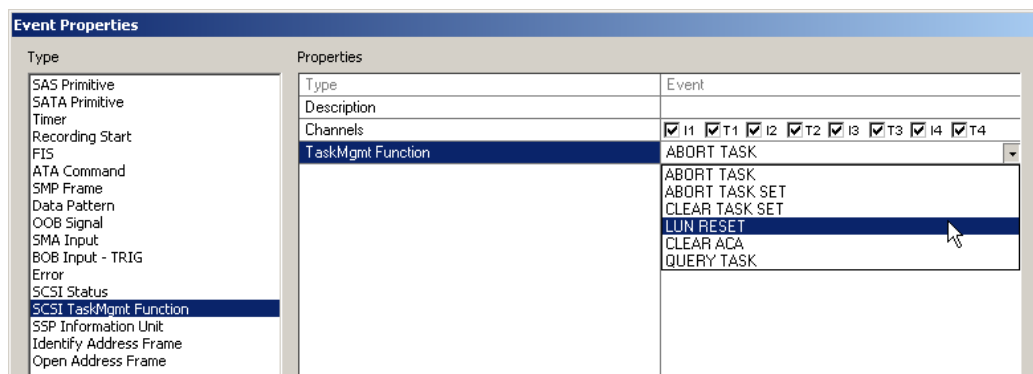 Event Properties
Type
Properties
SAS Primitive
SATA Primitive
Timer
Recording Start
FIS
ATA Command
SMP Frame
Data Pattern
OOB Signal
SMA Input
BOB Input - TRIG
Error
SCSI Status
SCSI TaskMgmt Function
SSP Information Unit
Identify Address Frame
Open Address Frame
Type Event
Description
Channels I1 T1 I2 T2 I3 T3 I4 T4
TaskMgmt Function ABORT TASK
ABORT TASK
ABORT TASK SET
CLEAR TASK SET
LUN RESET
CLEAR ACA
QUERY TASK